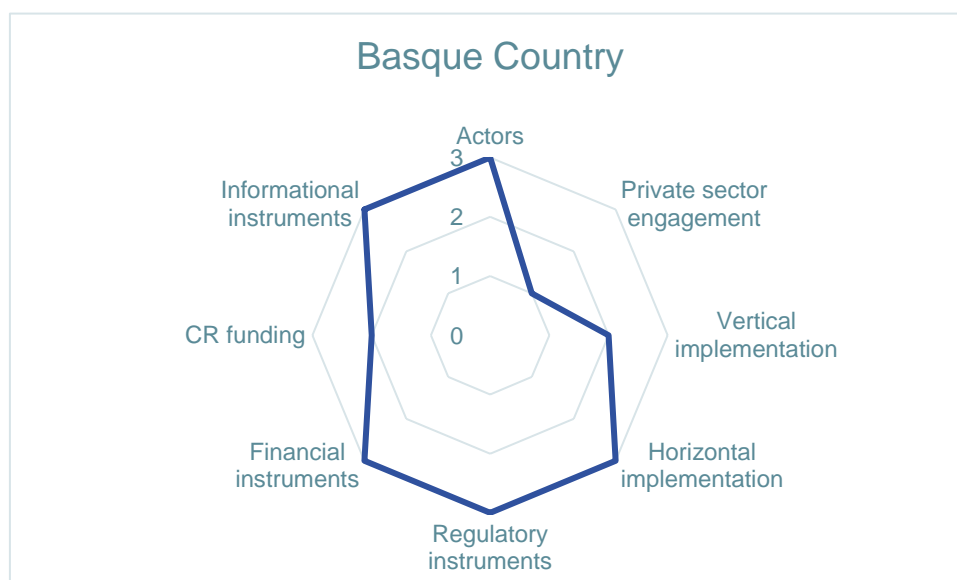 Basque Country
Actors
3
Informational
instruments
Private sector
engagement
2
1
CR funding
0
Vertical
implementation
Financial
instruments
Horizontal
implementation
Regulatory
instruments